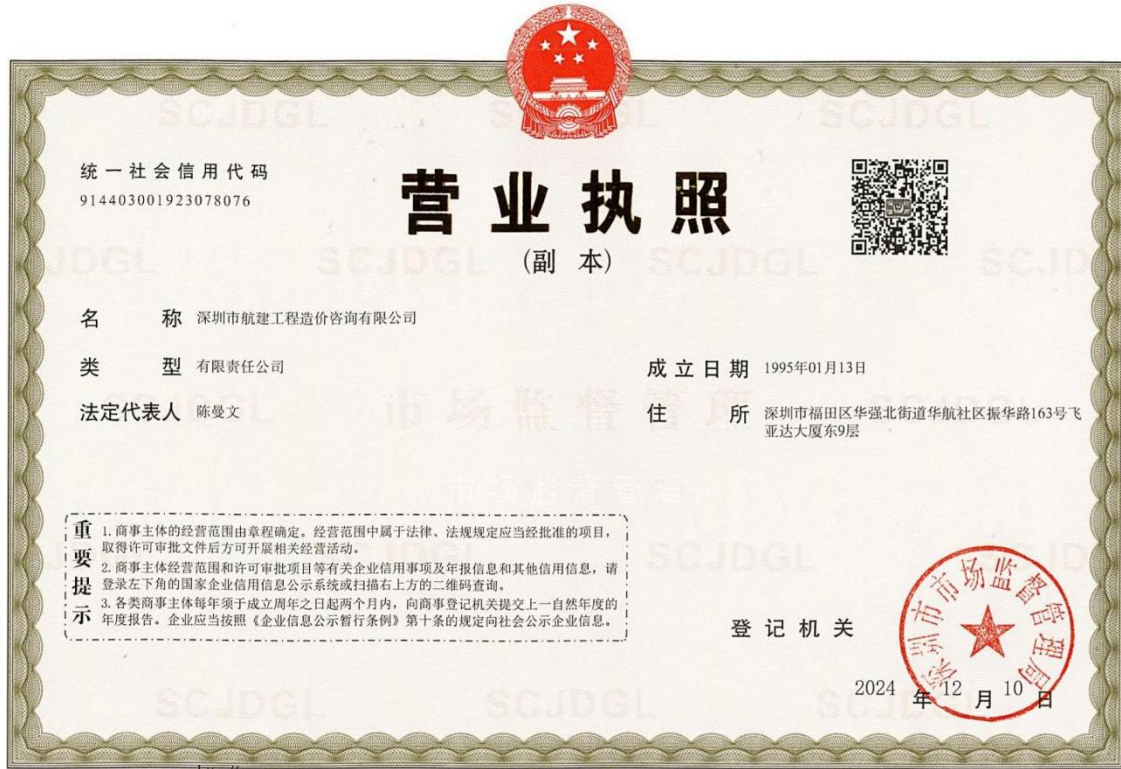 统一社会信用代码
914403001923078076
营业执照
(副 本)
名 称 深圳市航建工程造价咨询有限公司
类 型 有限责任公司
法定代表人 陈曼文
成立日期 1995年01月13日
住 所 深圳市福田区华强北街道华航社区振华路163号飞
亚达大厦东9层
重要提示
1. 商事主体的经营范围由章程确定。经营范围中属于法律、法规规定应当经批准的项目,
取得许可审批文件后方可开展相关经营活动。
2. 商事主体经营范围和许可审批项目等有关企业信用事项及年报信息和其他信用信息,请
登录左下角的国家企业信用信息公示系统或扫描右上方的二维码查询。
3. 各类商事主体每年须于成立周年之日起两个月内,向商事登记机关提交上一自然年度的
年度报告。企业应当按照《企业信息公示暂行条例》第十条的规定向社会公示企业信息。
登记机关
深圳市市场监督管理局
2024 年 12 月 10 日
SCJDGL
市场监督管理